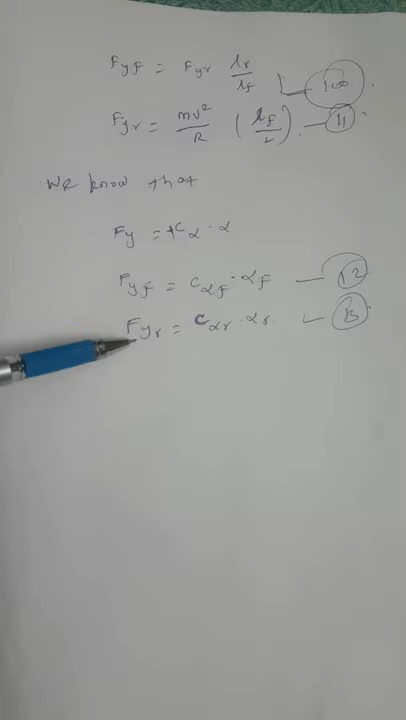 Fyf = Fyr lr/lf — 10
Fyr = mv²/R (lf/L). — 11
We know that
Fy = +Cα · α
Fyf = Cαf · αf — 12
Fyr = Cαr · αr. — 13